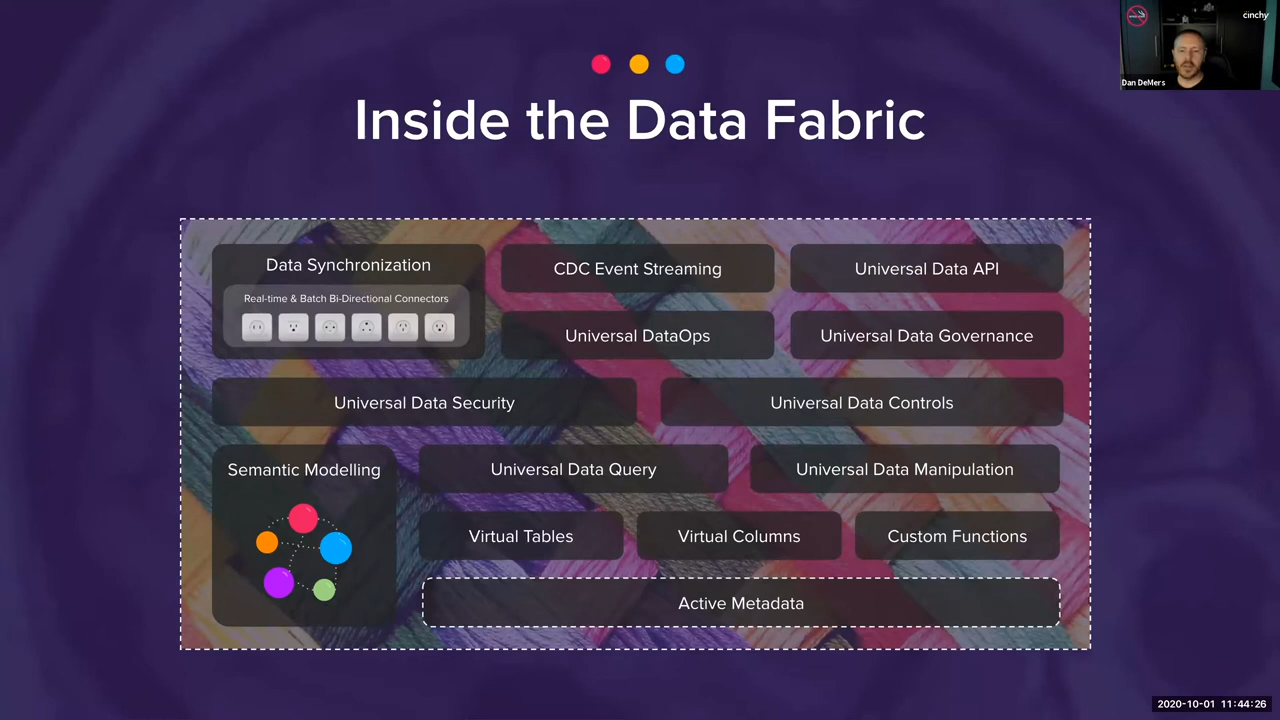 cinchy
Dan DeMers
Inside the Data Fabric
Data Synchronization
Real-time & Batch Bi-Directional Connectors
CDC Event Streaming
Universal Data API
Universal DataOps
Universal Data Governance
Universal Data Security
Universal Data Controls
Semantic Modelling
Universal Data Query
Universal Data Manipulation
Virtual Tables
Virtual Columns
Custom Functions
Active Metadata
2020-10-01 11:44:26